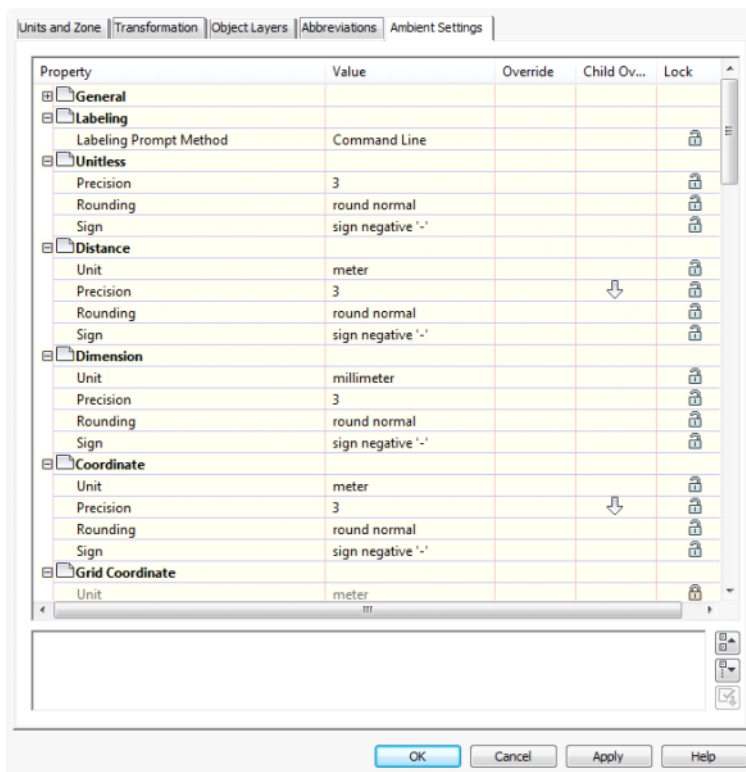 Units and Zone Transformation Object Layers Abbreviations Ambient Settings
Property Value Override Child Ov... Lock
General
Labeling
Labeling Prompt Method Command Line
Unitless
Precision 3
Rounding round normal
Sign sign negative '-'
Distance
Unit meter
Precision 3
Rounding round normal
Sign sign negative '-'
Dimension
Unit millimeter
Precision 3
Rounding round normal
Sign sign negative '-'
Coordinate
Unit meter
Precision 3
Rounding round normal
Sign sign negative '-'
Grid Coordinate
Unit meter
OK Cancel Apply Help